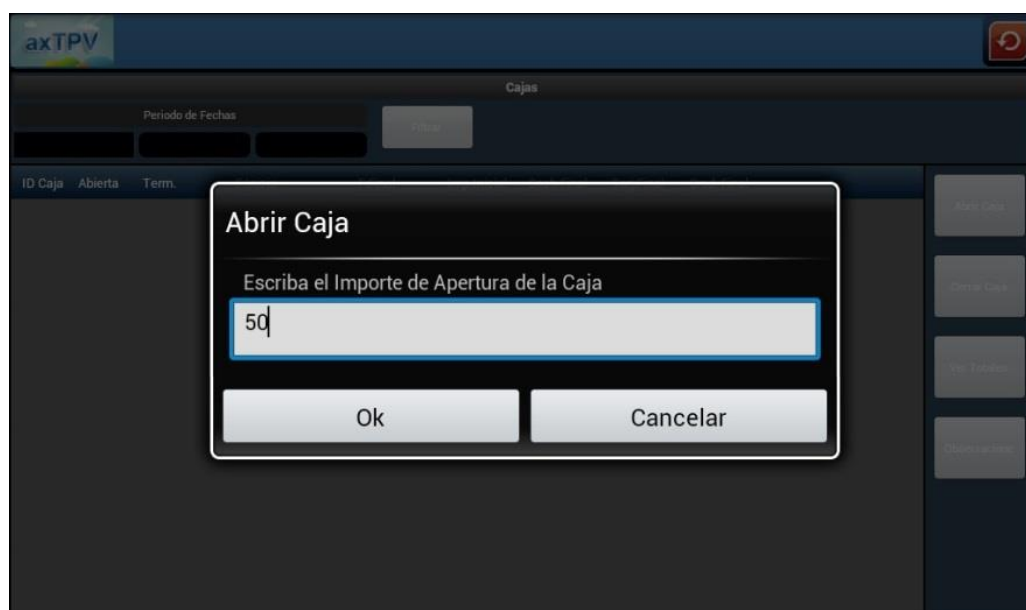 axTPV
Cajas
Periodo de Fechas
Filtrar
ID Caja Abierta Term.
Abrir Caja
Abrir Caja
Escriba el Importe de Apertura de la Caja
50
Ok Cancelar
Cerrar Caja
Ver Totales